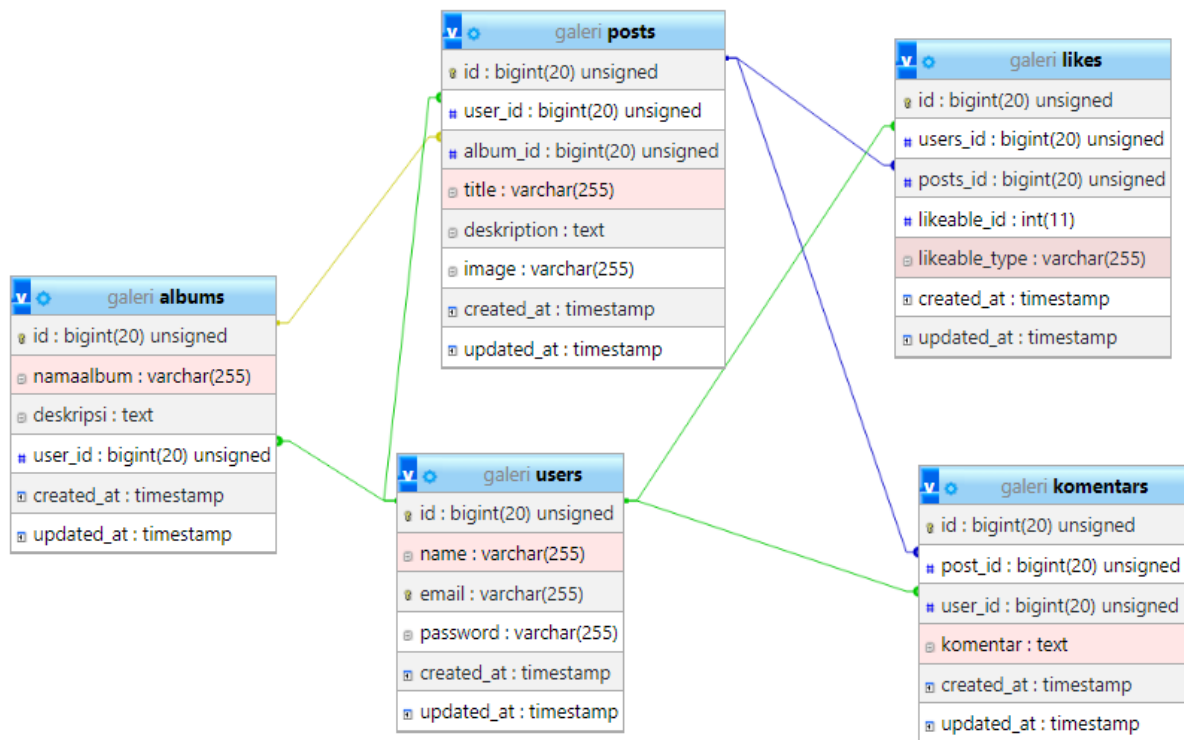 galeri posts
id : bigint(20) unsigned
user_id : bigint(20) unsigned
album_id : bigint(20) unsigned
title : varchar(255)
deskription : text
image : varchar(255)
created_at : timestamp
updated_at : timestamp
galeri likes
id : bigint(20) unsigned
users_id : bigint(20) unsigned
posts_id : bigint(20) unsigned
likeable_id : int(11)
likeable_type : varchar(255)
created_at : timestamp
updated_at : timestamp
galeri albums
id : bigint(20) unsigned
namaalbum : varchar(255)
deskripsi : text
user_id : bigint(20) unsigned
created_at : timestamp
updated_at : timestamp
galeri users
id : bigint(20) unsigned
name : varchar(255)
email : varchar(255)
password : varchar(255)
created_at : timestamp
updated_at : timestamp
galeri komentars
id : bigint(20) unsigned
post_id : bigint(20) unsigned
user_id : bigint(20) unsigned
komentar : text
created_at : timestamp
updated_at : timestamp